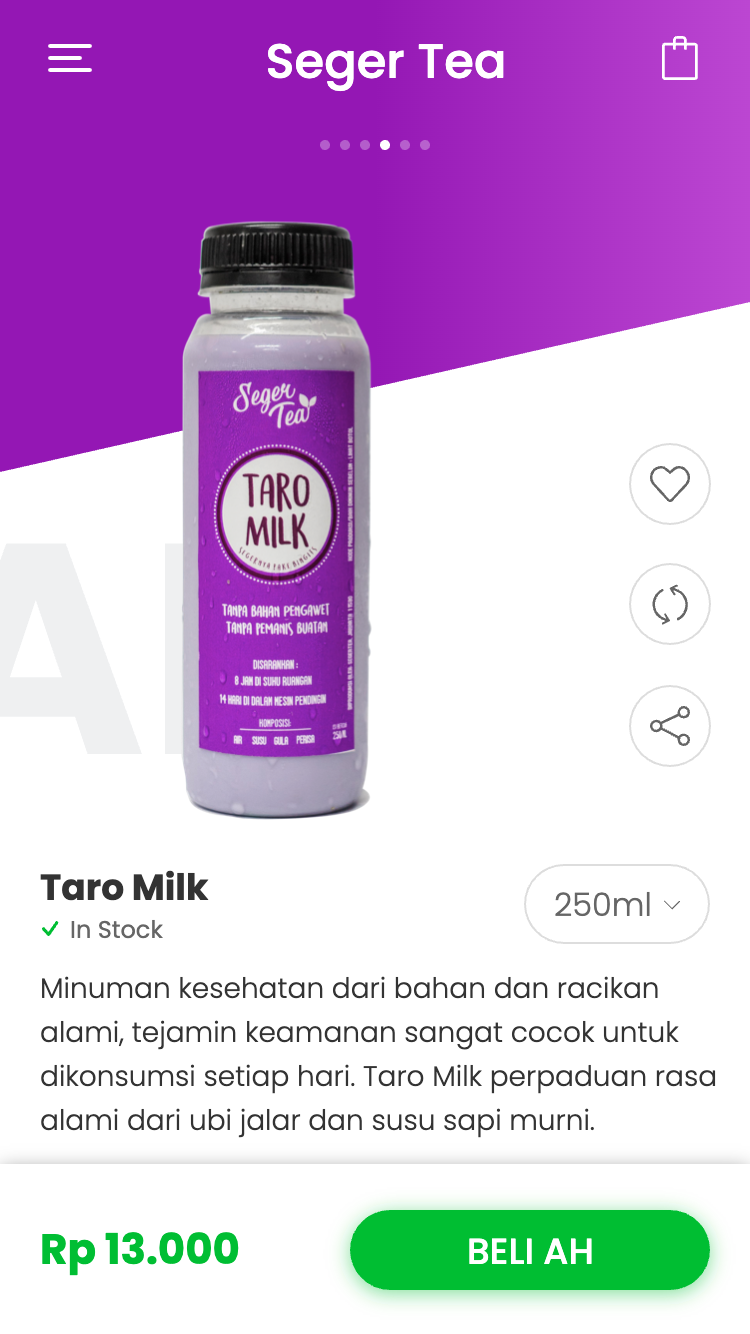 Seger Tea
Seger
Tea
TARO
MILK
TANPA BAHAN PENGAWET
TANPA PEMANIS BUATAN
DISARANKAN :
8 JAM DI SUHU RUANGAN
14 HARI DI DALAM MESIN PENDINGIN
KOMPOSISI:
AIR SUSU GULA PERISA
250ML
Taro Milk
In Stock
250ml
Minuman kesehatan dari bahan dan racikan
alami, tejamin keamanan sangat cocok untuk
dikonsumsi setiap hari. Taro Milk perpaduan rasa
alami dari ubi jalar dan susu sapi murni.
Rp 13.000
BELI AH